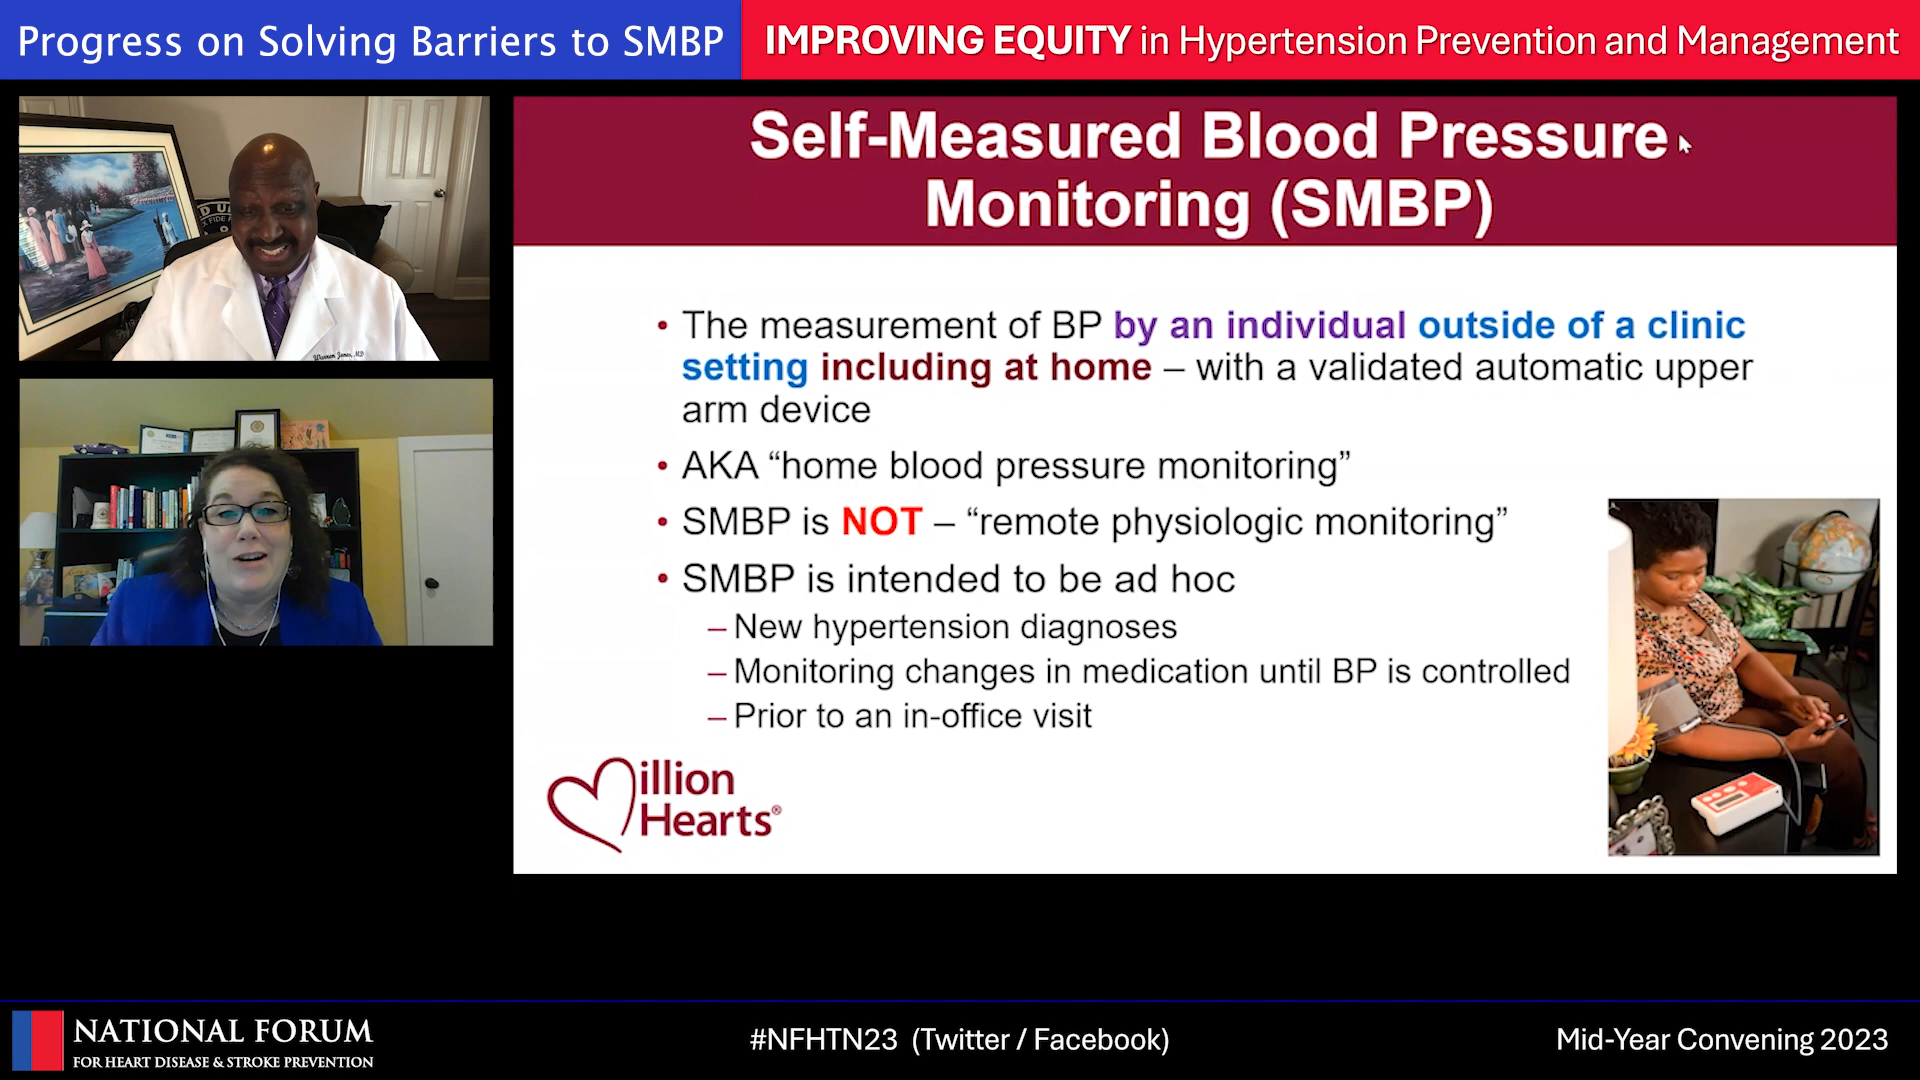 Progress on Solving Barriers to SMBP
IMPROVING EQUITY in Hypertension Prevention and Management
Warren Jones, MD
Self-Measured Blood Pressure
Monitoring (SMBP)
• The measurement of BP by an individual outside of a clinic
setting including at home – with a validated automatic upper
arm device
• AKA “home blood pressure monitoring”
• SMBP is NOT – “remote physiologic monitoring”
• SMBP is intended to be ad hoc
– New hypertension diagnoses
– Monitoring changes in medication until BP is controlled
– Prior to an in-office visit
Million
Hearts®
NATIONAL FORUM
FOR HEART DISEASE & STROKE PREVENTION
#NFHTN23 (Twitter / Facebook)
Mid-Year Convening 2023